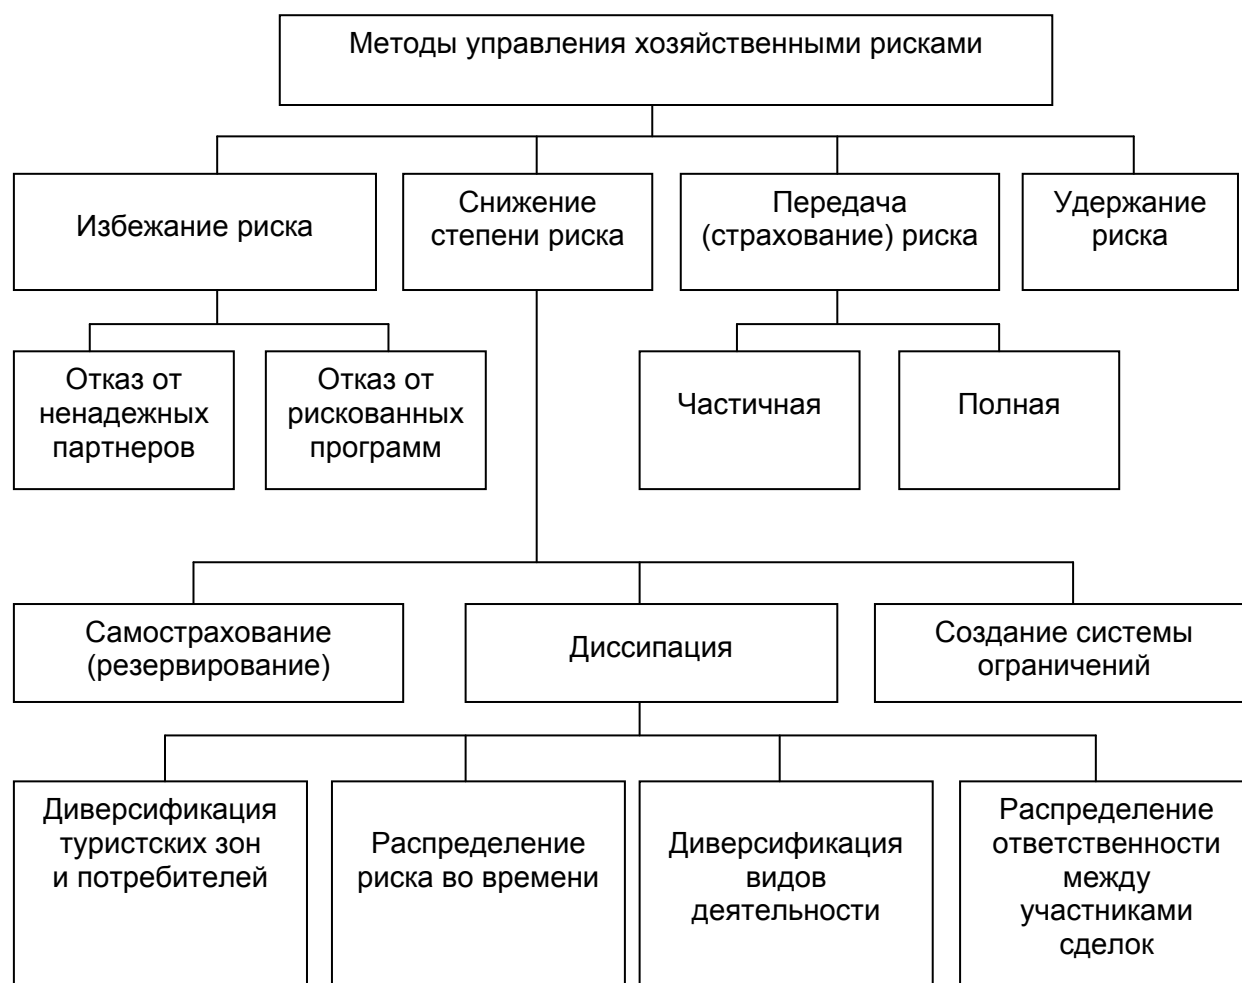 Методы управления хозяйственными рисками
Избежание риска
Снижение
степени риска
Передача
(страхование) риска
Удержание
риска
Отказ от
ненадежных
партнеров
Отказ от
рискованных
программ
Частичная
Полная
Самострахование
(резервирование)
Диссипация
Создание системы
ограничений
Диверсификация
туристских зон
и потребителей
Распределение
риска во времени
Диверсификация
видов
деятельности
Распределение
ответственности
между
участниками
сделок